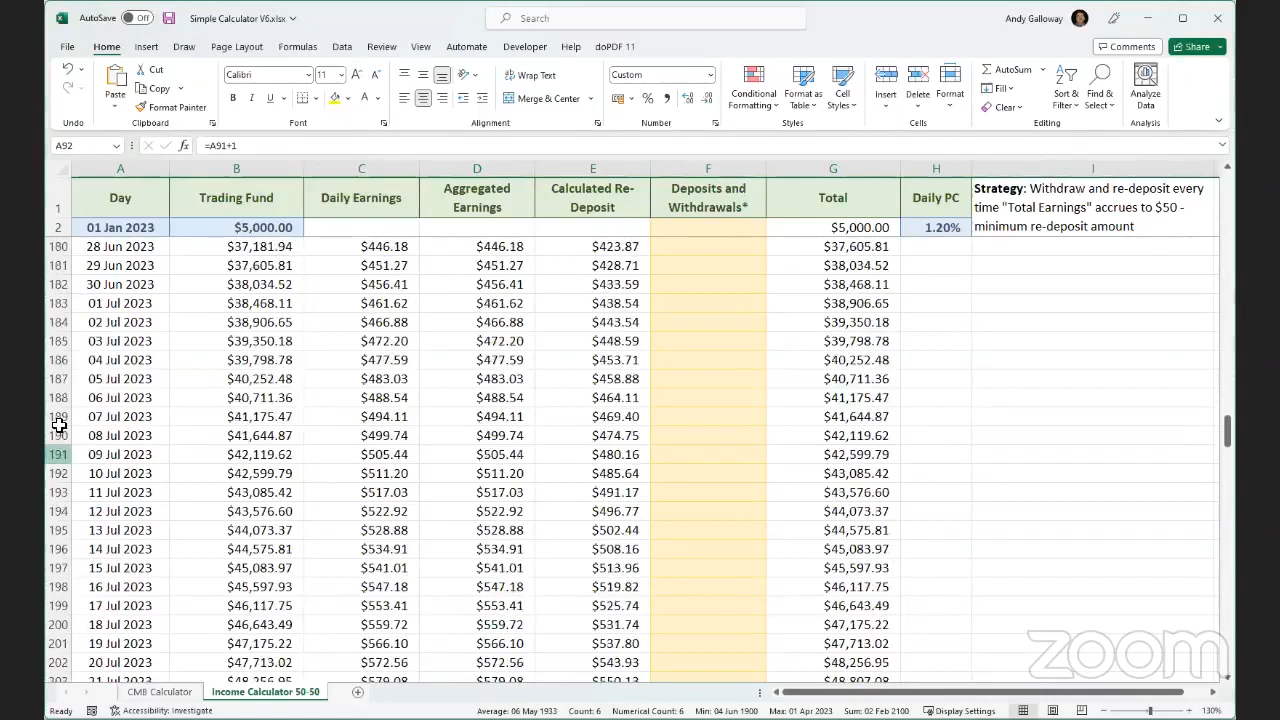 AutoSave Off Simple Calculator V6.xlsx Search Andy Galloway
File Home Insert Draw Page Layout Formulas Data Review View Automate Developer Help doPDF 11 Comments Share
Cut
Copy
Format Painter
Paste
Undo
Clipboard
Calibri 11
B I U
Font
Wrap Text
Merge & Center
Alignment
Custom
Number
Conditional Formatting
Format as Table
Cell Styles
Styles
Insert Delete Format
Cells
AutoSum
Fill
Clear
Sort & Filter
Find & Select
Editing
Analyze Data
Analysis
A92 fx =A91+1
A B C D E F G H I
1 Day Trading Fund Daily Earnings Aggregated Earnings Calculated Re-Deposit Deposits and Withdrawals* Total Daily PC Strategy: Withdraw and re-deposit every time "Total Earnings" accrues to $50 - minimum re-deposit amount
2 01 Jan 2023 $5,000.00 $5,000.00 1.20%
180 28 Jun 2023 $37,181.94 $446.18 $446.18 $423.87 $37,605.81
181 29 Jun 2023 $37,605.81 $451.27 $451.27 $428.71 $38,034.52
182 30 Jun 2023 $38,034.52 $456.41 $456.41 $433.59 $38,468.11
183 01 Jul 2023 $38,468.11 $461.62 $461.62 $438.54 $38,906.65
184 02 Jul 2023 $38,906.65 $466.88 $466.88 $443.54 $39,350.18
185 03 Jul 2023 $39,350.18 $472.20 $472.20 $448.59 $39,798.78
186 04 Jul 2023 $39,798.78 $477.59 $477.59 $453.71 $40,252.48
187 05 Jul 2023 $40,252.48 $483.03 $483.03 $458.88 $40,711.36
188 06 Jul 2023 $40,711.36 $488.54 $488.54 $464.11 $41,175.47
189 07 Jul 2023 $41,175.47 $494.11 $494.11 $469.40 $41,644.87
190 08 Jul 2023 $41,644.87 $499.74 $499.74 $474.75 $42,119.62
191 09 Jul 2023 $42,119.62 $505.44 $505.44 $480.16 $42,599.79
192 10 Jul 2023 $42,599.79 $511.20 $511.20 $485.64 $43,085.42
193 11 Jul 2023 $43,085.42 $517.03 $517.03 $491.17 $43,576.60
194 12 Jul 2023 $43,576.60 $522.92 $522.92 $496.77 $44,073.37
195 13 Jul 2023 $44,073.37 $528.88 $528.88 $502.44 $44,575.81
196 14 Jul 2023 $44,575.81 $534.91 $534.91 $508.16 $45,083.97
197 15 Jul 2023 $45,083.97 $541.01 $541.01 $513.96 $45,597.93
198 16 Jul 2023 $45,597.93 $547.18 $547.18 $519.82 $46,117.75
199 17 Jul 2023 $46,117.75 $553.41 $553.41 $525.74 $46,643.49
200 18 Jul 2023 $46,643.49 $559.72 $559.72 $531.74 $47,175.22
201 19 Jul 2023 $47,175.22 $566.10 $566.10 $537.80 $47,713.02
202 20 Jul 2023 $47,713.02 $572.56 $572.56 $543.93 $48,256.95
203 21 Jul 2023 $48,256.95 $579.08 $579.08 $550.13 $48,807.08
zoom
CMB Calculator Income Calculator 50-50
Ready Accessibility: Investigate Average: 06 May 1933 Count: 6 Numerical Count: 6 Min: 04 Jun 1900 Max: 01 Apr 2023 Sum: 02 Feb 2100 Display Settings 130%